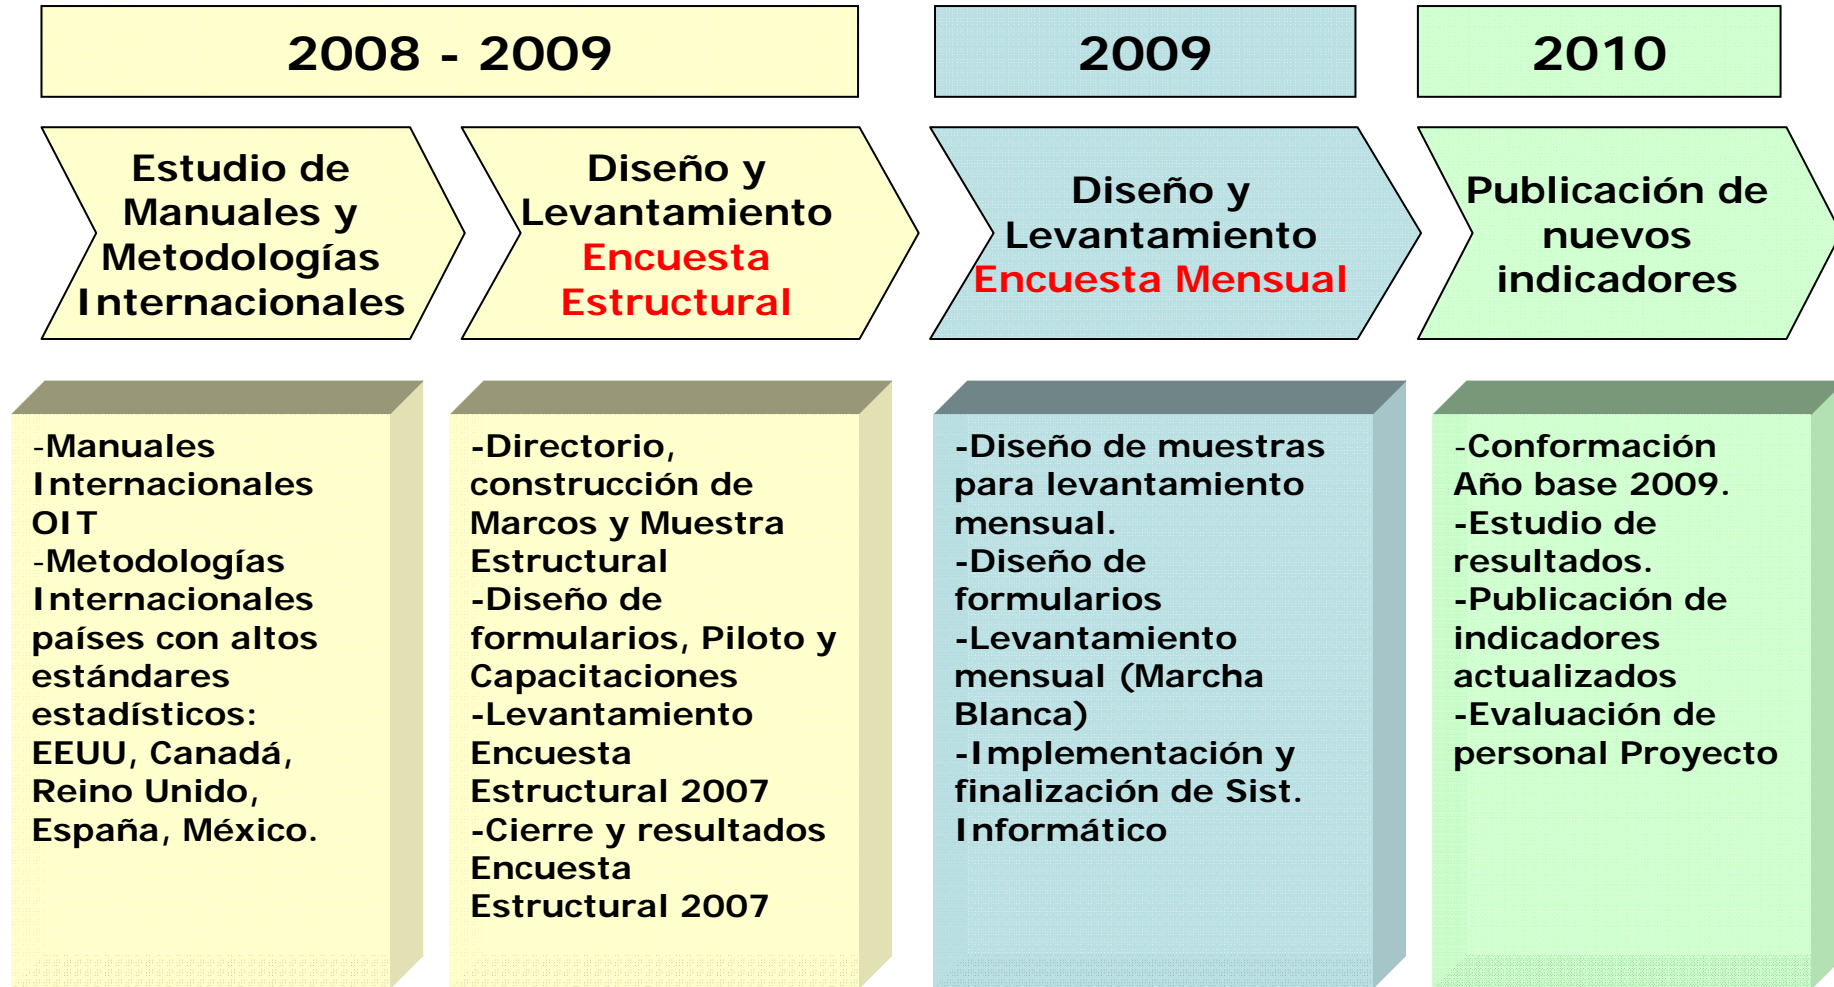 2008 - 2009
2009
2010
Estudio de
Manuales y
Metodologías
Internacionales
Diseño y
Levantamiento
Encuesta
Estructural
Diseño y
Levantamiento
Encuesta Mensual
Publicación de
nuevos
indicadores
-Manuales
Internacionales
OIT
-Metodologías
Internacionales
países con altos
estándares
estadísticos:
EEUU, Canadá,
Reino Unido,
España, México.
-Directorio,
construcción de
Marcos y Muestra
Estructural
-Diseño de
formularios, Piloto y
Capacitaciones
-Levantamiento
Encuesta
Estructural 2007
-Cierre y resultados
Encuesta
Estructural 2007
-Diseño de muestras
para levantamiento
mensual.
-Diseño de
formularios
-Levantamiento
mensual (Marcha
Blanca)
-Implementación y
finalización de Sist.
Informático
-Conformación
Año base 2009.
-Estudio de
resultados.
-Publicación de
indicadores
actualizados
-Evaluación de
personal Proyecto